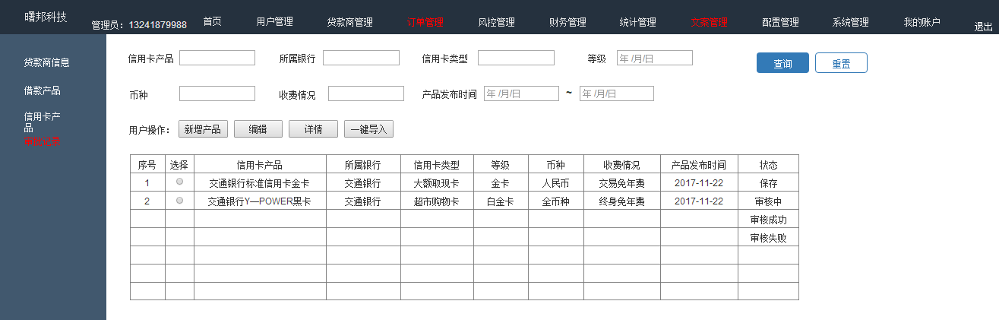 曙邦科技 管理员：13241879988 首页 用户管理 贷款商管理 订单管理 风控管理 财务管理 统计管理 文案管理 配置管理 系统管理 我的账户 退出
贷款商信息
借款产品
信用卡产
品
信用卡产品 所属银行 信用卡类型 等级 年 /月/日 查询 重置
币种 收费情况 产品发布时间 年 /月/日 ~ 年 /月/日
用户操作： 新增产品 编辑 详情 一键导入
序号 选择 信用卡产品 所属银行 信用卡类型 等级 币种 收费情况 产品发布时间 状态
1 交通银行标准信用卡金卡 交通银行 大额取现卡 金卡 人民币 交易免年费 2017-11-22 保存
2 交通银行Y—POWER黑卡 交通银行 超市购物卡 白金卡 全币种 终身免年费 2017-11-22 审核中
审核成功
审核失败